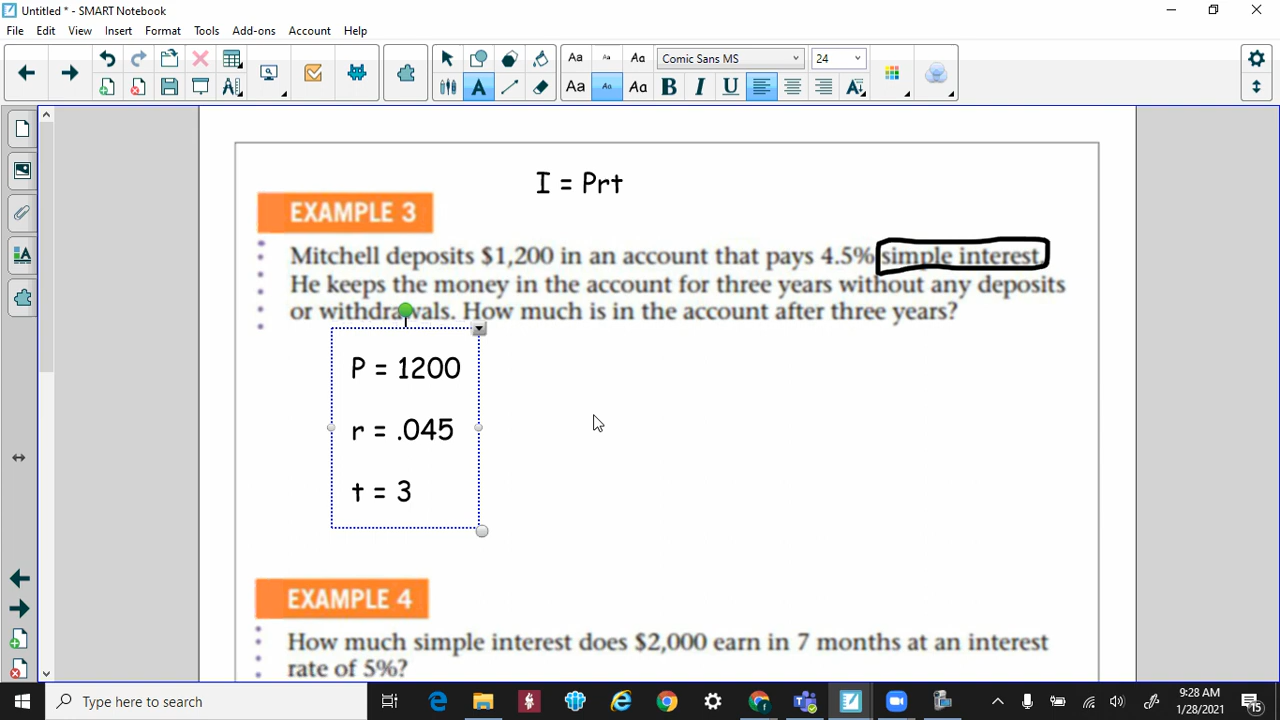 Untitled * - SMART Notebook
File Edit View Insert Format Tools Add-ons Account Help
Comic Sans MS 24
I = Prt
EXAMPLE 3
Mitchell deposits $1,200 in an account that pays 4.5% simple interest.
He keeps the money in the account for three years without any deposits
or withdrawals. How much is in the account after three years?
P = 1200
r = .045
t = 3
EXAMPLE 4
How much simple interest does $2,000 earn in 7 months at an interest
rate of 5%?
Type here to search
9:28 AM
1/28/2021
15